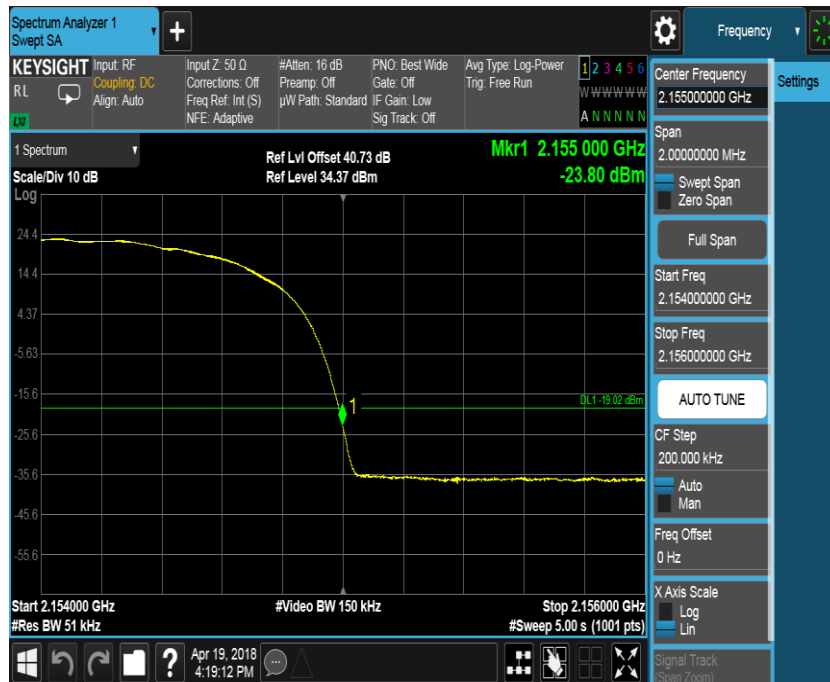 Spectrum Analyzer 1
Swept SA
+
Frequency
KEYSIGHT
RL
LXI
Input: RF
Coupling: DC
Align: Auto
Input Z: 50 Ω
Corrections: Off
Freq Ref: Int (S)
NFE: Adaptive
#Atten: 16 dB
Preamp: Off
µW Path: Standard
PNO: Best Wide
Gate: Off
IF Gain: Low
Sig Track: Off
Avg Type: Log-Power
Trig: Free Run
1 2 3 4 5 6
W W W W W W
A N N N N N
1 Spectrum
Scale/Div 10 dB
Log
Ref Lvl Offset 40.73 dB
Ref Level 34.37 dBm
Mkr1 2.155 000 GHz
-23.80 dBm
24.4
14.4
4.37
-5.63
-15.6
-25.6
-35.6
-45.6
-55.6
1
DL1 -19.02 dBm
Start 2.154000 GHz
#Res BW 51 kHz
#Video BW 150 kHz
Stop 2.156000 GHz
#Sweep 5.00 s (1001 pts)
Center Frequency
2.155000000 GHz
Span
2.00000000 MHz
Swept Span
Zero Span
Full Span
Start Freq
2.154000000 GHz
Stop Freq
2.156000000 GHz
AUTO TUNE
CF Step
200.000 kHz
Auto
Man
Freq Offset
0 Hz
X Axis Scale
Log
Lin
Signal Track
(Span Zoom)
Settings
?
Apr 19, 2018
4:19:12 PM